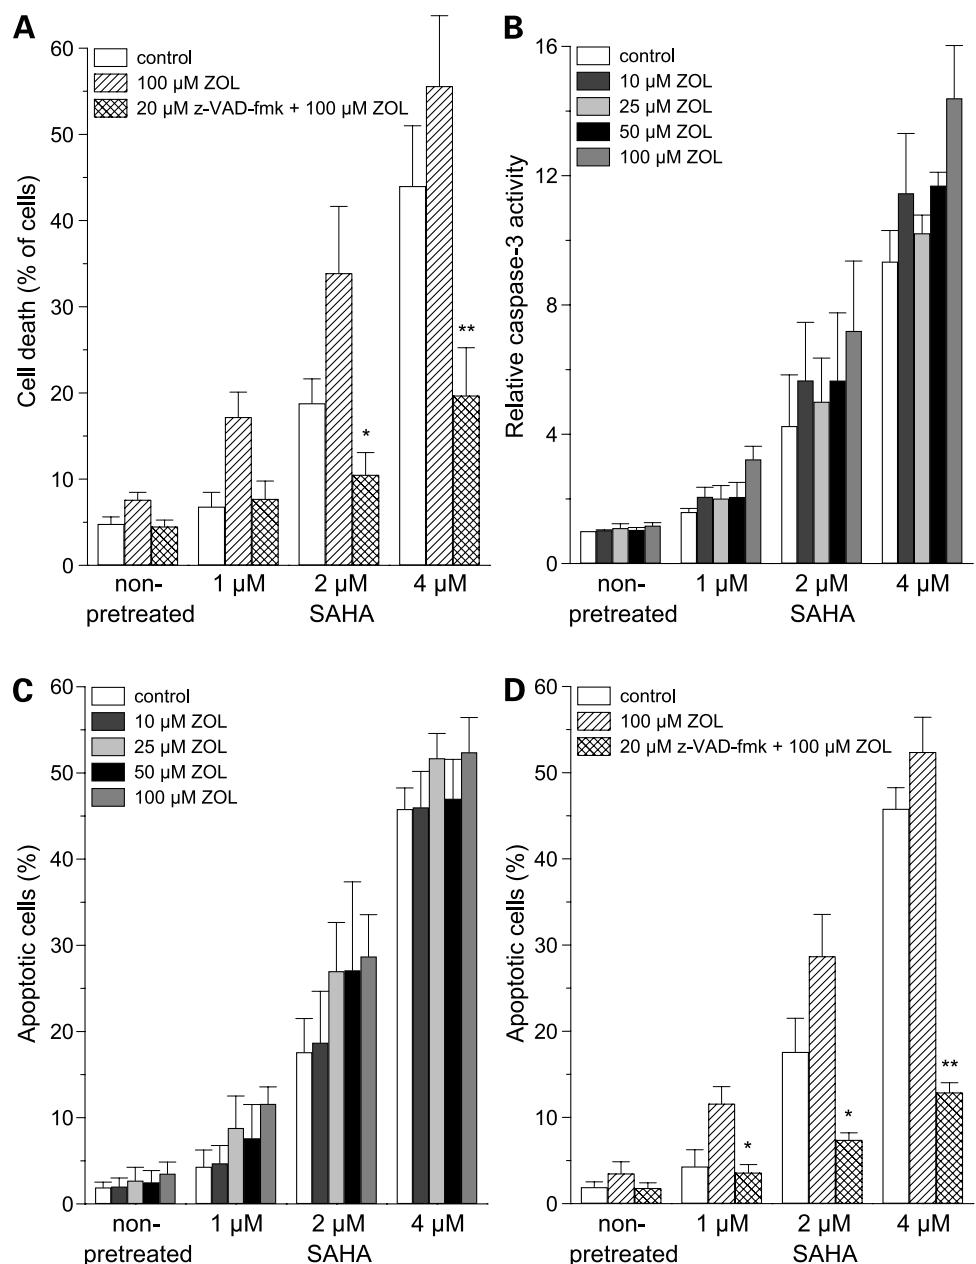 A
60
50
40
30
20
10
0
Cell death (% of cells)
control
100 µM ZOL
20 µM z-VAD-fmk + 100 µM ZOL
*
**
non-
pretreated
1 µM
2 µM
4 µM
SAHA
B
16
12
8
4
0
Relative caspase-3 activity
control
10 µM ZOL
25 µM ZOL
50 µM ZOL
100 µM ZOL
non-
pretreated
1 µM
2 µM
4 µM
SAHA
C
60
50
40
30
20
10
0
Apoptotic cells (%)
control
10 µM ZOL
25 µM ZOL
50 µM ZOL
100 µM ZOL
non-
pretreated
1 µM
2 µM
4 µM
SAHA
D
60
50
40
30
20
10
0
Apoptotic cells (%)
control
100 µM ZOL
20 µM z-VAD-fmk + 100 µM ZOL
*
*
**
non-
pretreated
1 µM
2 µM
4 µM
SAHA